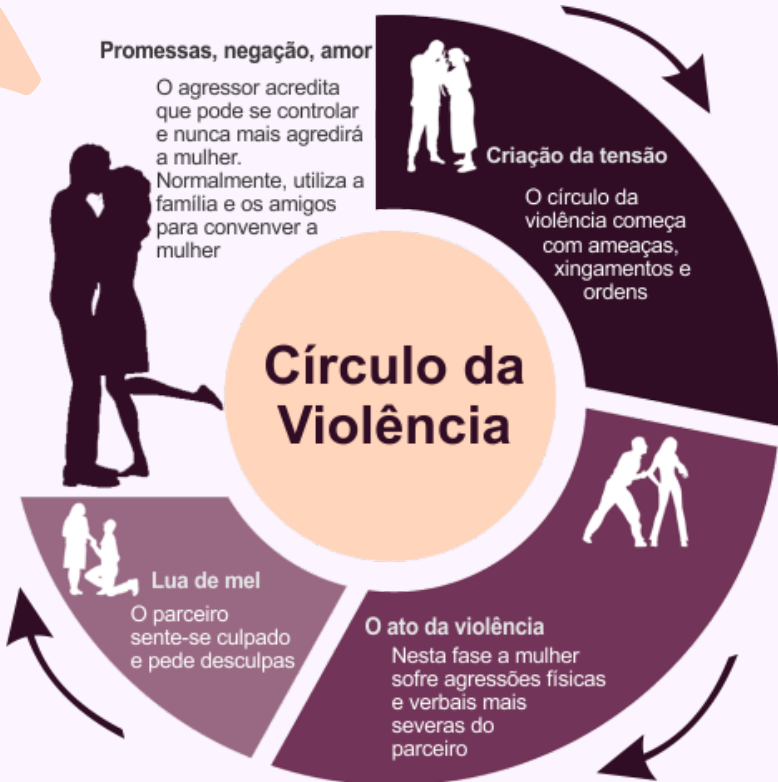 Promessas, negação, amor
O agressor acredita
que pode se controlar
e nunca mais agredirá
a mulher.
Normalmente, utiliza a
família e os amigos
para convenver a
mulher
Criação da tensão
O círculo da
violência começa
com ameaças,
xingamentos e
ordens
Círculo da
Violência
O ato da violência
Nesta fase a mulher
sofre agressões físicas
e verbais mais
severas do
parceiro
Lua de mel
O parceiro
sente-se culpado
e pede desculpas